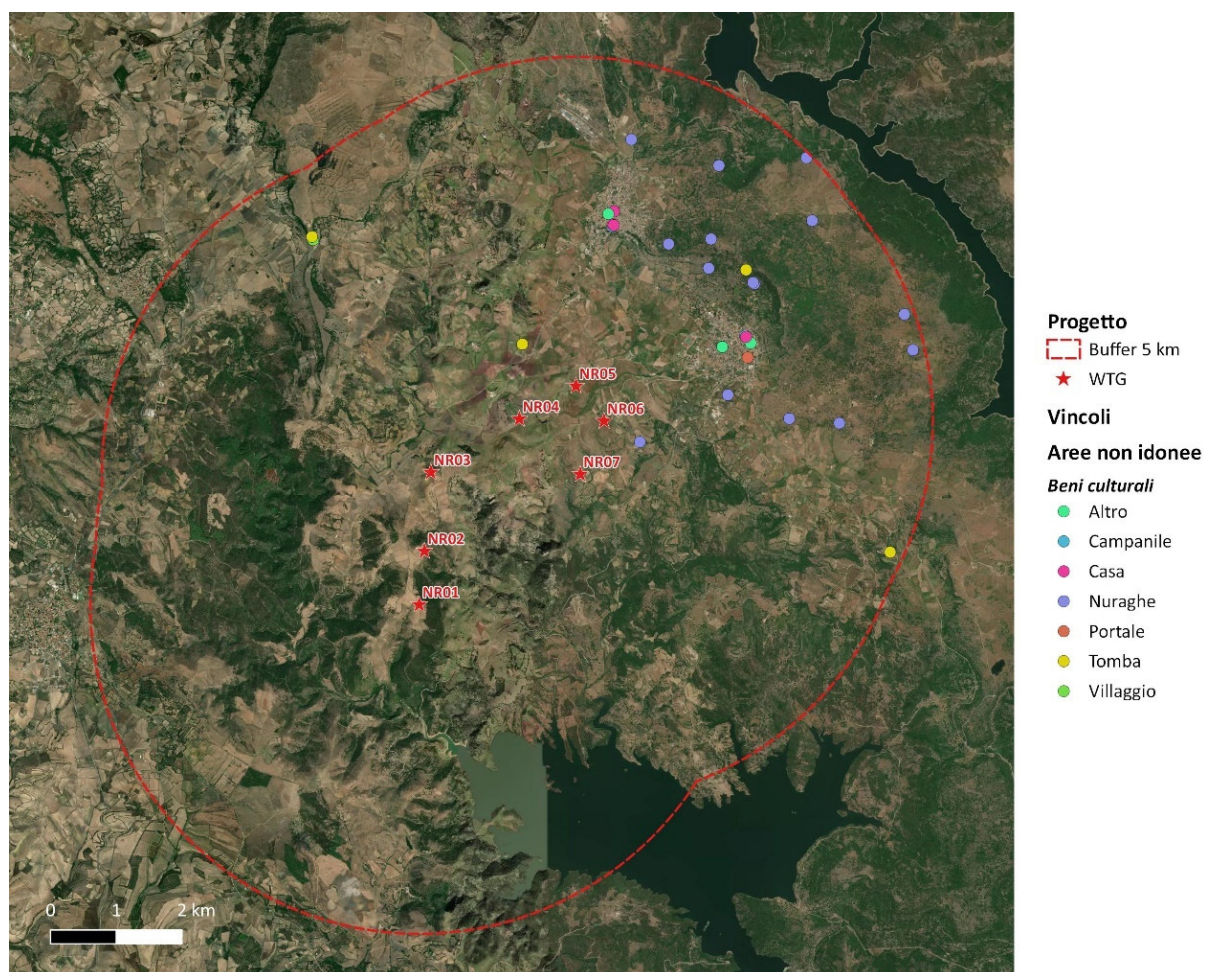 NR05
NR04
NR06
NR03
NR07
NR02
NR01
0 1 2 km
Progetto
Buffer 5 km
WTG
Vincoli
Aree non idonee
Beni culturali
Altro
Campanile
Casa
Nuraghe
Portale
Tomba
Villaggio